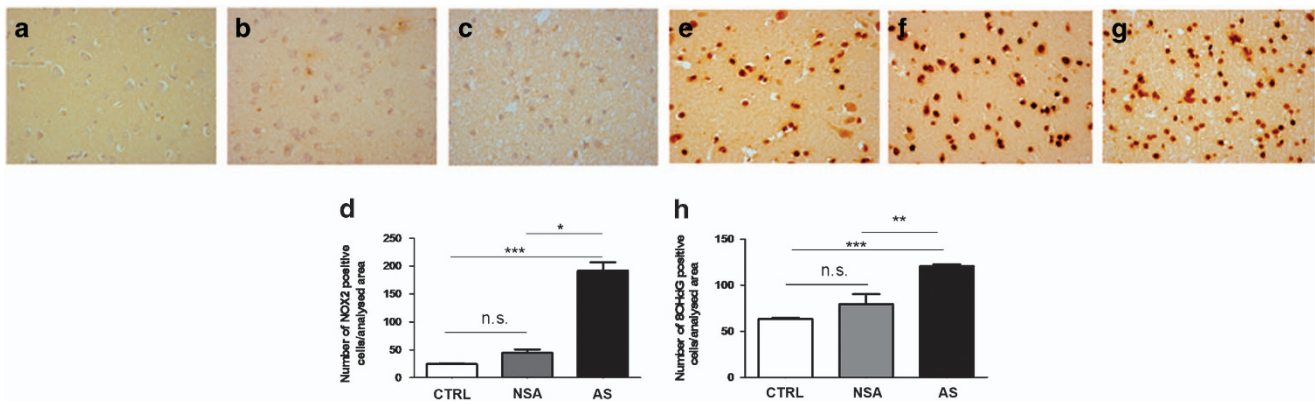 a
b
c
e
f
g
d
Number of NOX2 positive
cells/analysed area
250
200
150
100
50
0
n.s.
***
*
CTRL
NSA
AS
h
Number of 8OHdG positive
cells/analysed area
150
100
50
0
n.s.
***
**
CTRL
NSA
AS